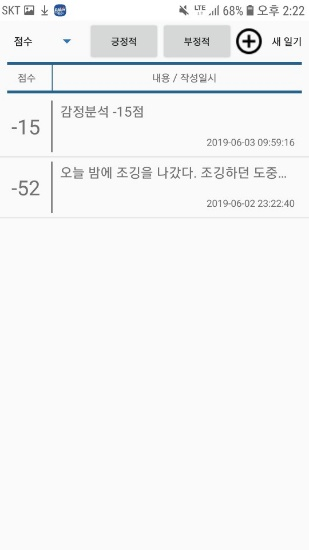 SKT LTE 68% 오후 2:22
점수 긍정적 부정적 새 일기
점수 내용 / 작성일시
-15 감정분석 -15점
2019-06-03 09:59:16
-52 오늘 밤에 조깅을 나갔다. 조깅하던 도중...
2019-06-02 23:22:40